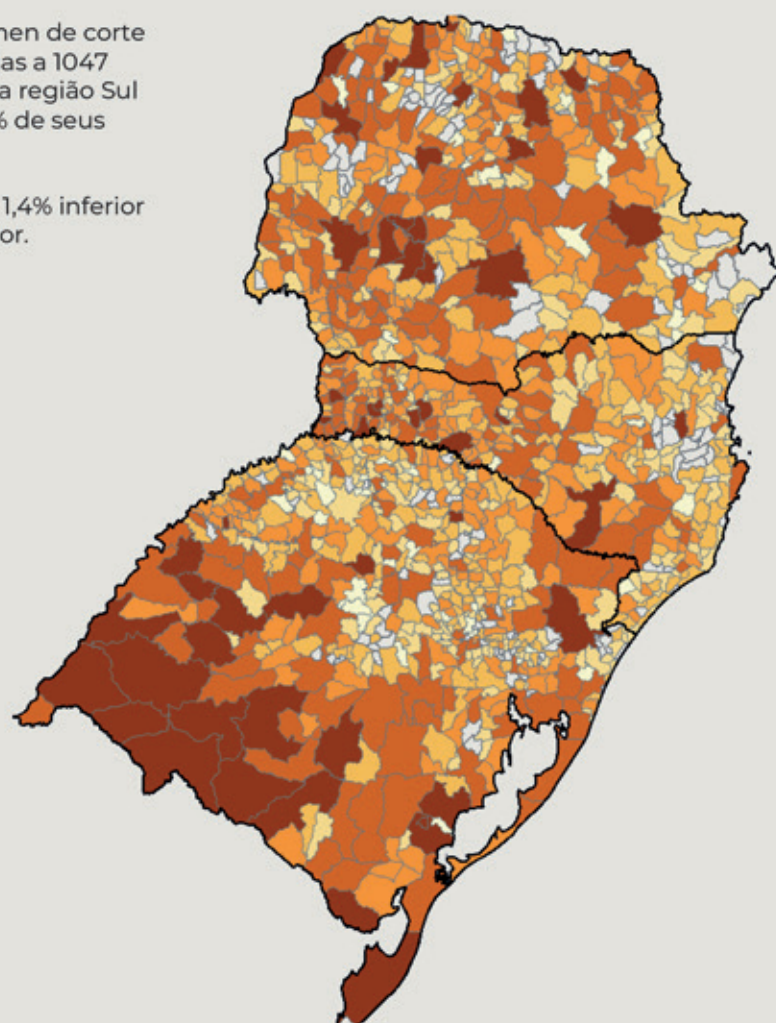 men de corte
as a 1047
a região Sul
% de seus
1,4% inferior
or.